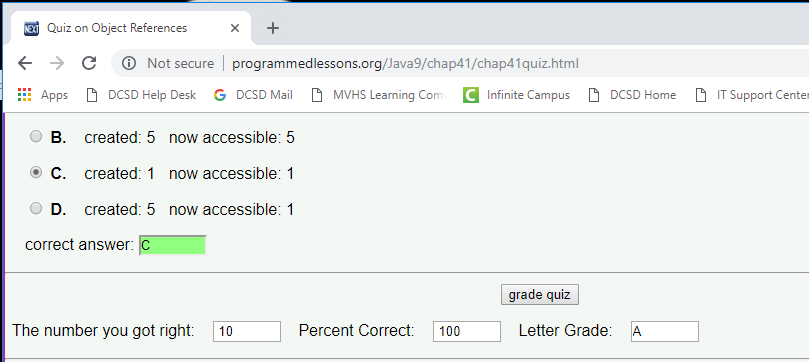 NEXT Quiz on Object References
Not secure programmedlessons.org/Java9/chap41/chap41quiz.html
Apps DCSD Help Desk DCSD Mail MVHS Learning Com Infinite Campus DCSD Home IT Support Center
B. created: 5 now accessible: 5
C. created: 1 now accessible: 1
D. created: 5 now accessible: 1
correct answer: C
grade quiz
The number you got right: 10 Percent Correct: 100 Letter Grade: A